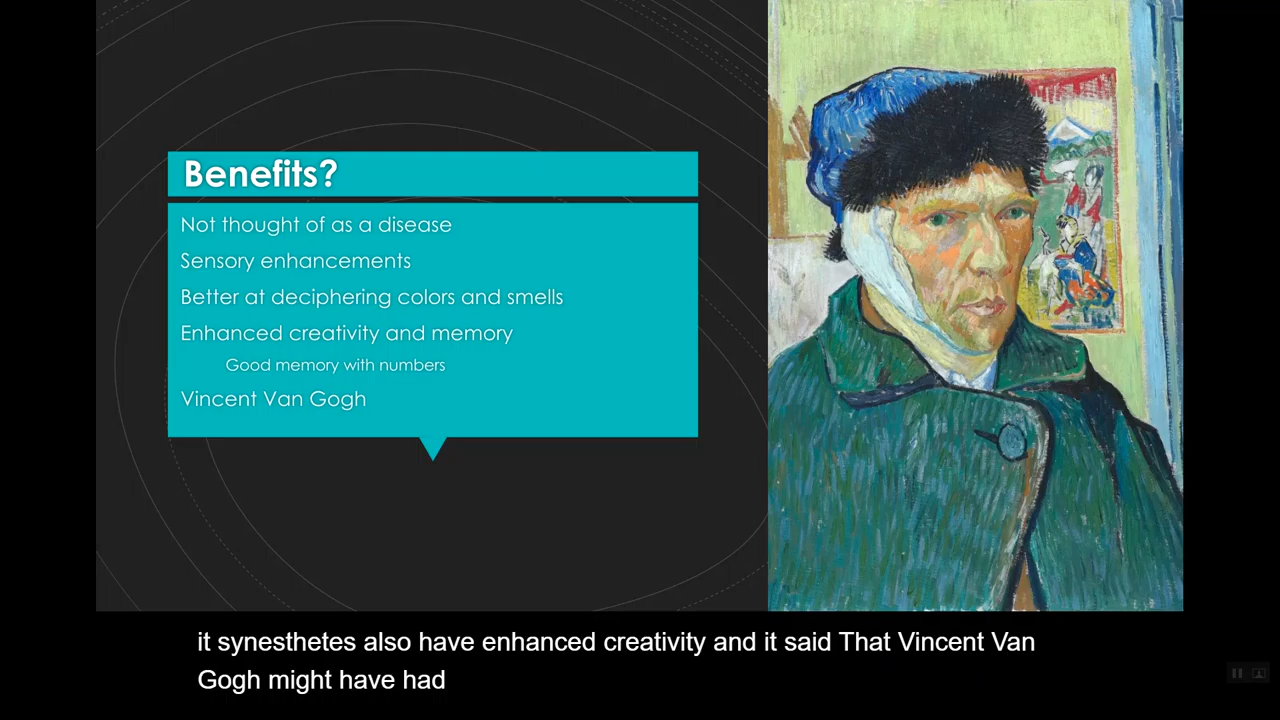 Benefits?
Not thought of as a disease
Sensory enhancements
Better at deciphering colors and smells
Enhanced creativity and memory
Good memory with numbers
Vincent Van Gogh
it synesthetes also have enhanced creativity and it said That Vincent Van
Gogh might have had